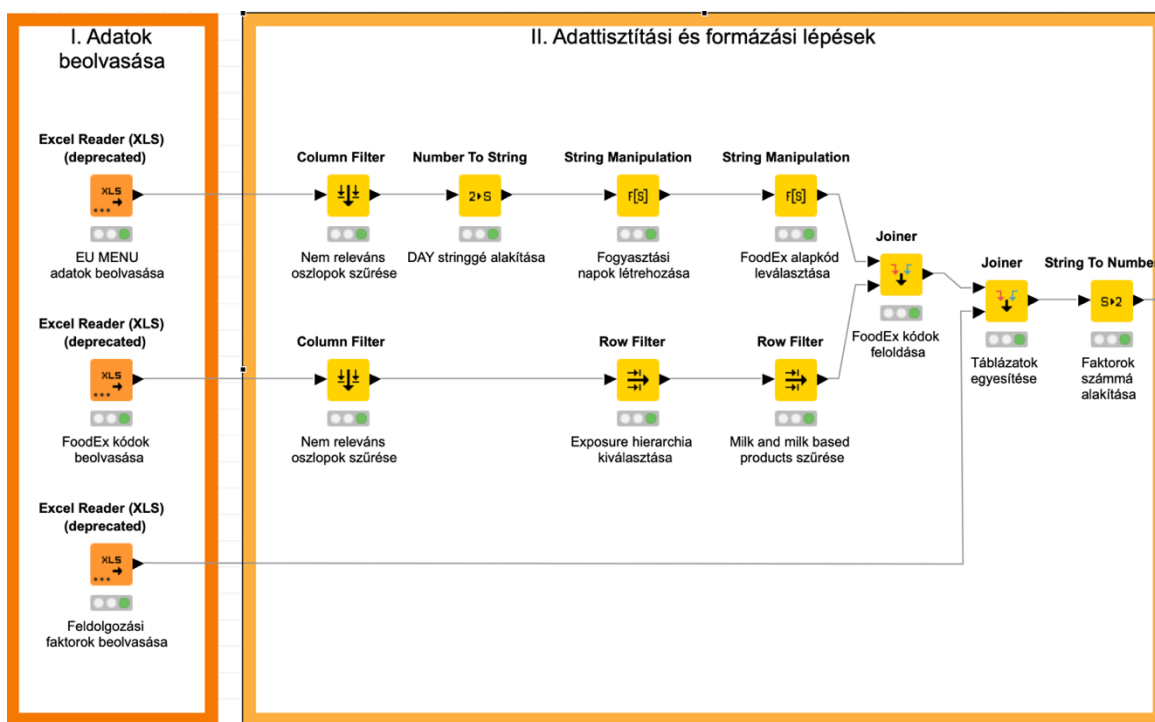 I. Adatok
beolvasása
II. Adattisztítási és formázási lépések
Excel Reader (XLS)
(deprecated)
XLS
EU MENU
adatok beolvasása
Column Filter
Nem releváns
oszlopok szűrése
Number To String
2▸S
DAY stringgé alakítása
String Manipulation
F[S]
Fogyasztási
napok létrehozása
String Manipulation
F[S]
FoodEx alapkód
leválasztása
Joiner
FoodEx kódok
feloldása
Joiner
Táblázatok
egyesítése
String To Numbe
S▸2
Faktorok
számmá
alakítása
Excel Reader (XLS)
(deprecated)
XLS
FoodEx kódok
beolvasása
Column Filter
Nem releváns
oszlopok szűrése
Row Filter
Exposure hierarchia
kiválasztása
Row Filter
Milk and milk based
products szűrése
Excel Reader (XLS)
(deprecated)
XLS
Feldolgozási
faktorok beolvasása